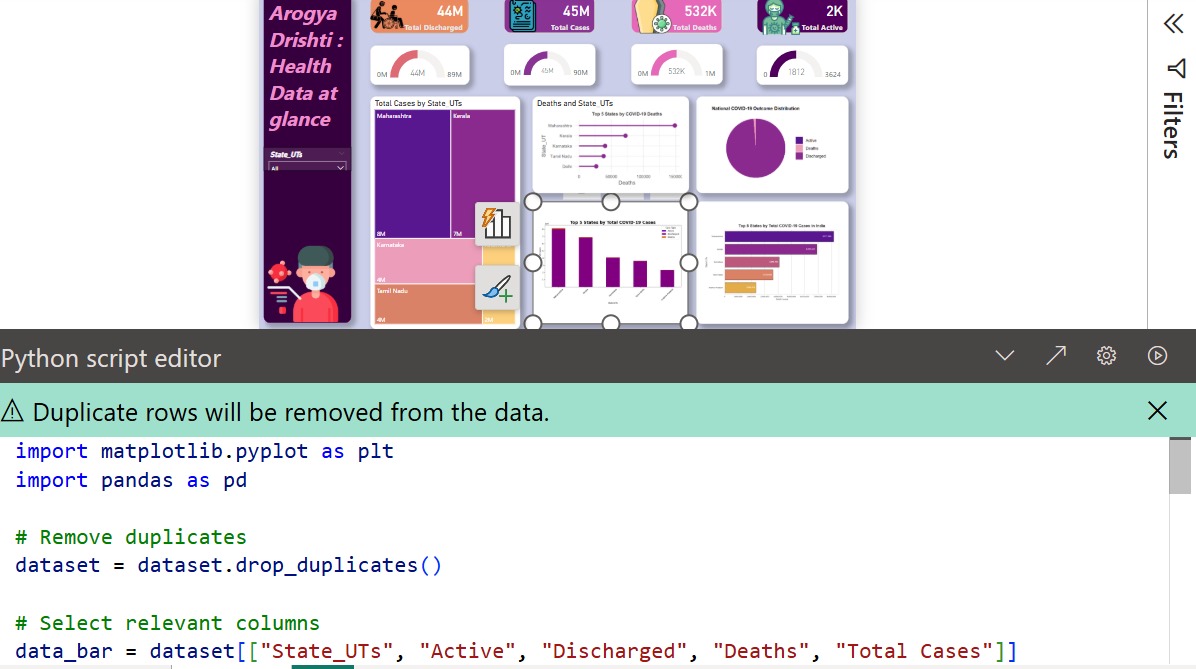 Arogya
Drishti :
Health
Data at
glance
State_UTs
All
44M
Total Discharged
45M
Total Cases
532K
Total Deaths
2K
Total Active
0M
44M
89M
0M
45M
90M
0M
532K
1M
0
1812
3624
Total Cases by State_UTs
Maharashtra
8M
Kerala
7M
Karnataka
4M
Tamil Nadu
4M
2M
Deaths and State_UTs
Top 5 States by COVID-19 Deaths
State_UT
Maharashtra
Kerala
Karnataka
Tamil Nadu
Delhi
0
50000
100000
150000
Deaths
National COVID-19 Outcome Distribution
Active
Deaths
Discharged
Top 5 States by Total COVID-19 Cases
Top 5 States by Total COVID-19 Cases in India
Filters
Python script editor
Duplicate rows will be removed from the data.
import matplotlib.pyplot as plt
import pandas as pd
# Remove duplicates
dataset = dataset.drop_duplicates()
# Select relevant columns
data_bar = dataset[["State_UTs", "Active", "Discharged", "Deaths", "Total Cases"]]